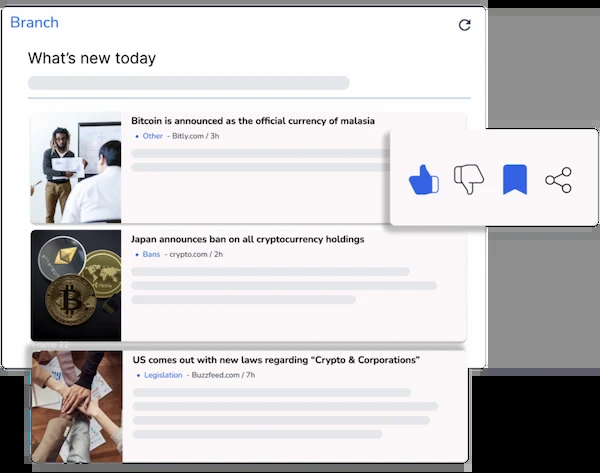 Branch
What's new today
Bitcoin is announced as the official currency of malasia
• Other - Bitly.com / 3h
Japan announces ban on all cryptocurrency holdings
• Bans - crypto.com / 2h
Frame 22
US comes out with new laws regarding “Crypto & Corporations”
• Legislation - Buzzfeed.com / 7h